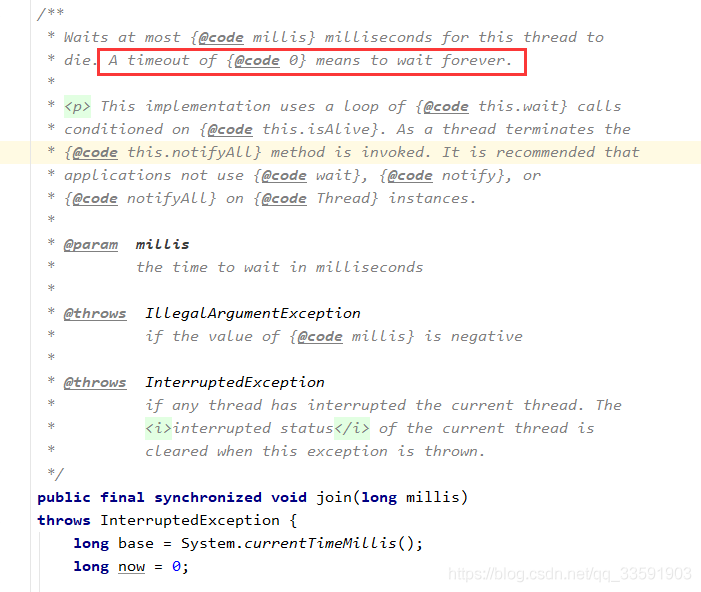 /**
 * Waits at most {@code millis} milliseconds for this thread to
 * die. A timeout of {@code 0} means to wait forever.
 *
 * <p> This implementation uses a loop of {@code this.wait} calls
 * conditioned on {@code this.isAlive}. As a thread terminates the
 * {@code this.notifyAll} method is invoked. It is recommended that
 * applications not use {@code wait}, {@code notify}, or
 * {@code notifyAll} on {@code Thread} instances.
 *
 * @param  millis
 *         the time to wait in milliseconds
 *
 * @throws  IllegalArgumentException
 *          if the value of {@code millis} is negative
 *
 * @throws  InterruptedException
 *          if any thread has interrupted the current thread. The
 *          <i>interrupted status</i> of the current thread is
 *          cleared when this exception is thrown.
 */
public final synchronized void join(long millis)
throws InterruptedException {
    long base = System.currentTimeMillis();
    long now = 0;
https://blog.csdn.net/qq_33591903